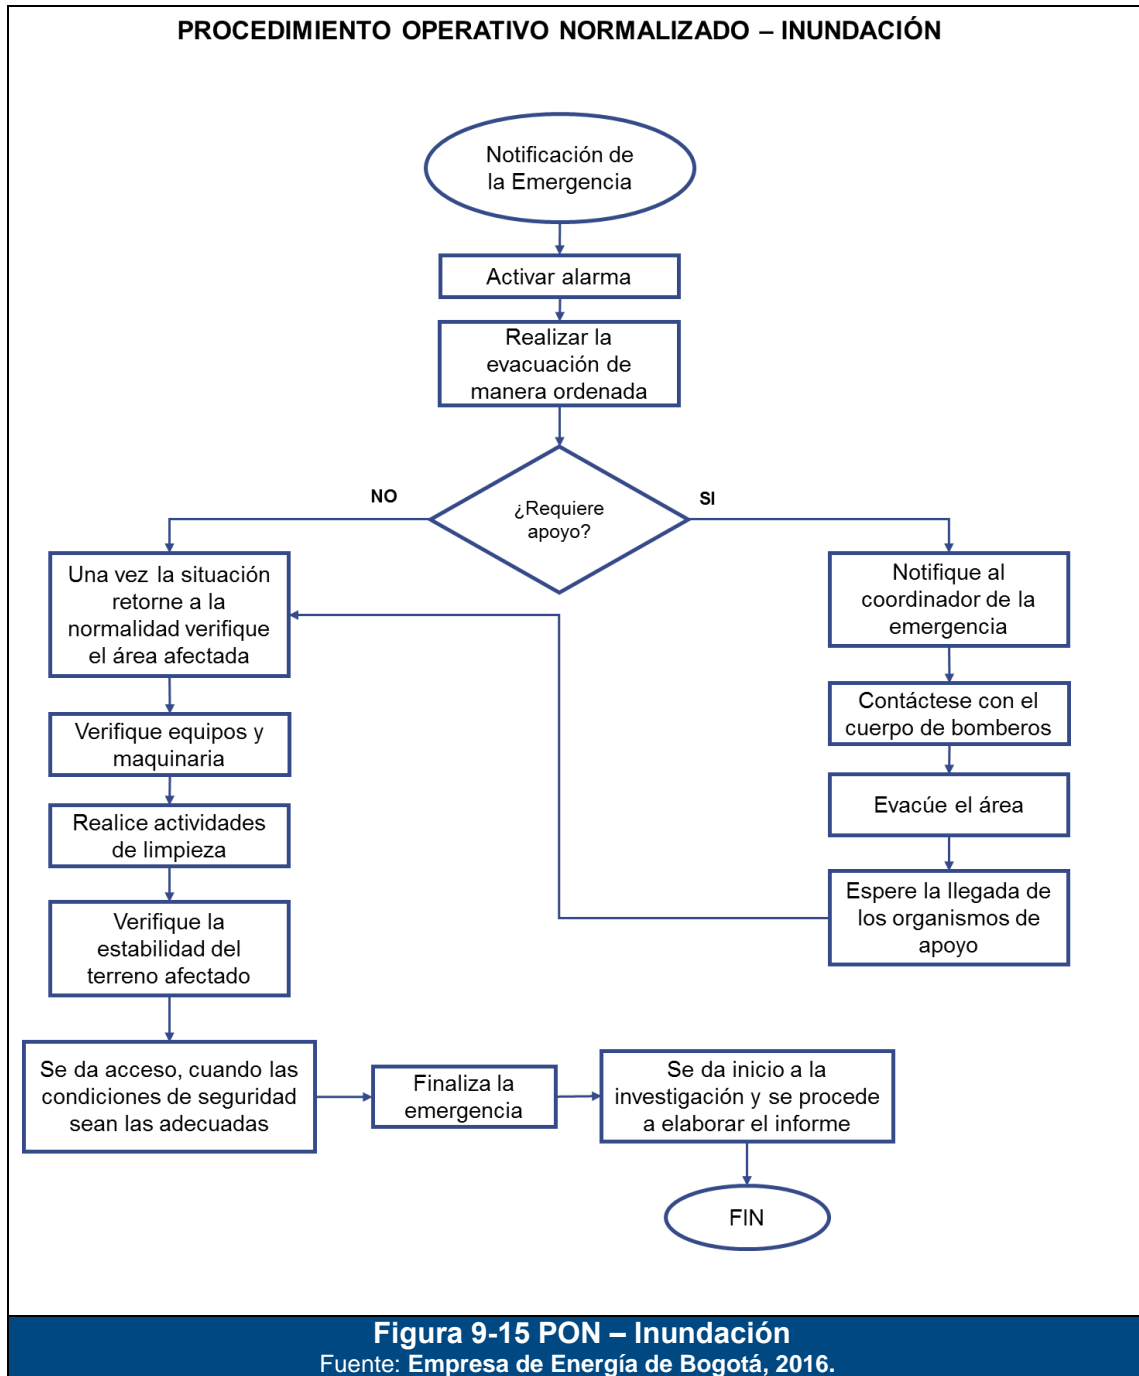 PROCEDIMIENTO OPERATIVO NORMALIZADO – INUNDACIÓN
Notificación de
la Emergencia
Activar alarma
Realizar la
evacuación de
manera ordenada
¿Requiere
apoyo?
NO
SI
Una vez la situación
retorne a la
normalidad verifique
el área afectada
Verifique equipos y
maquinaria
Realice actividades
de limpieza
Verifique la
estabilidad del
terreno afectado
Notifique al
coordinador de la
emergencia
Contáctese con el
cuerpo de bomberos
Evacúe el área
Espere la llegada de
los organismos de
apoyo
Se da acceso, cuando las
condiciones de seguridad
sean las adecuadas
Finaliza la
emergencia
Se da inicio a la
investigación y se procede
a elaborar el informe
FIN
Figura 9-15 PON – Inundación
Fuente: Empresa de Energía de Bogotá, 2016.